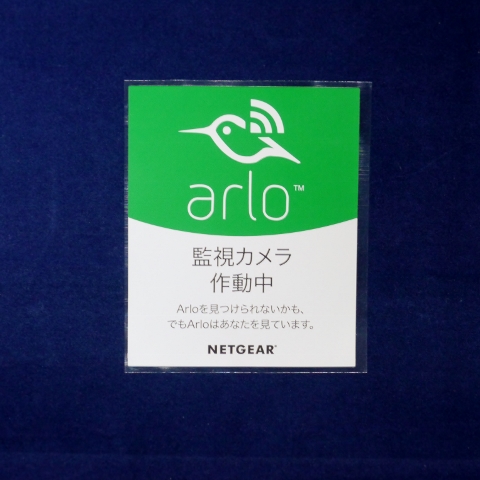 arlo™
監視カメラ
作動中
Arloを見つけられないかも、
でもArloはあなたを見ています。
NETGEAR®